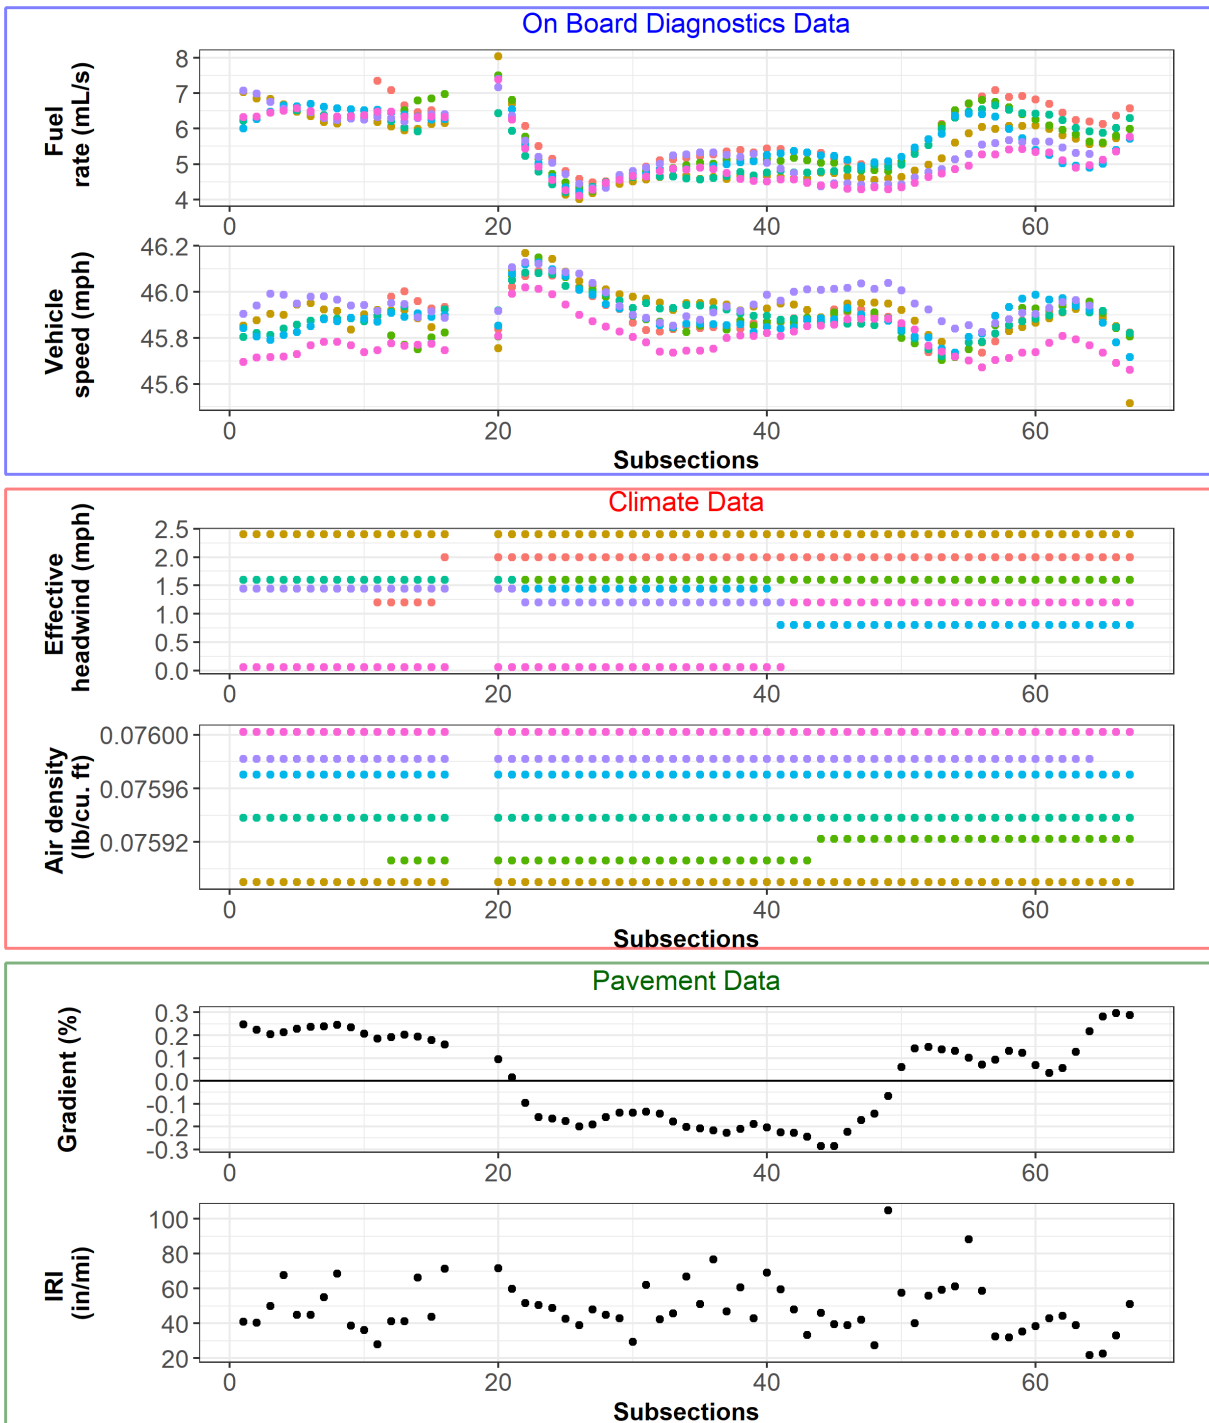 On Board Diagnostics Data
Fuel
rate (mL/s)
8
7
6
5
4
0 20 40 60
Vehicle
speed (mph)
46.2
46.0
45.8
45.6
0 20 40 60
Subsections
Climate Data
Effective
headwind (mph)
2.5
2.0
1.5
1.0
0.5
0.0
0 20 40 60
Air density
(lb/cu. ft)
0.07600
0.07596
0.07592
0 20 40 60
Subsections
Pavement Data
Gradient (%)
0.3
0.2
0.1
0.0
-0.1
-0.2
-0.3
0 20 40 60
IRI
(in/mi)
100
80
60
40
20
0 20 40 60
Subsections